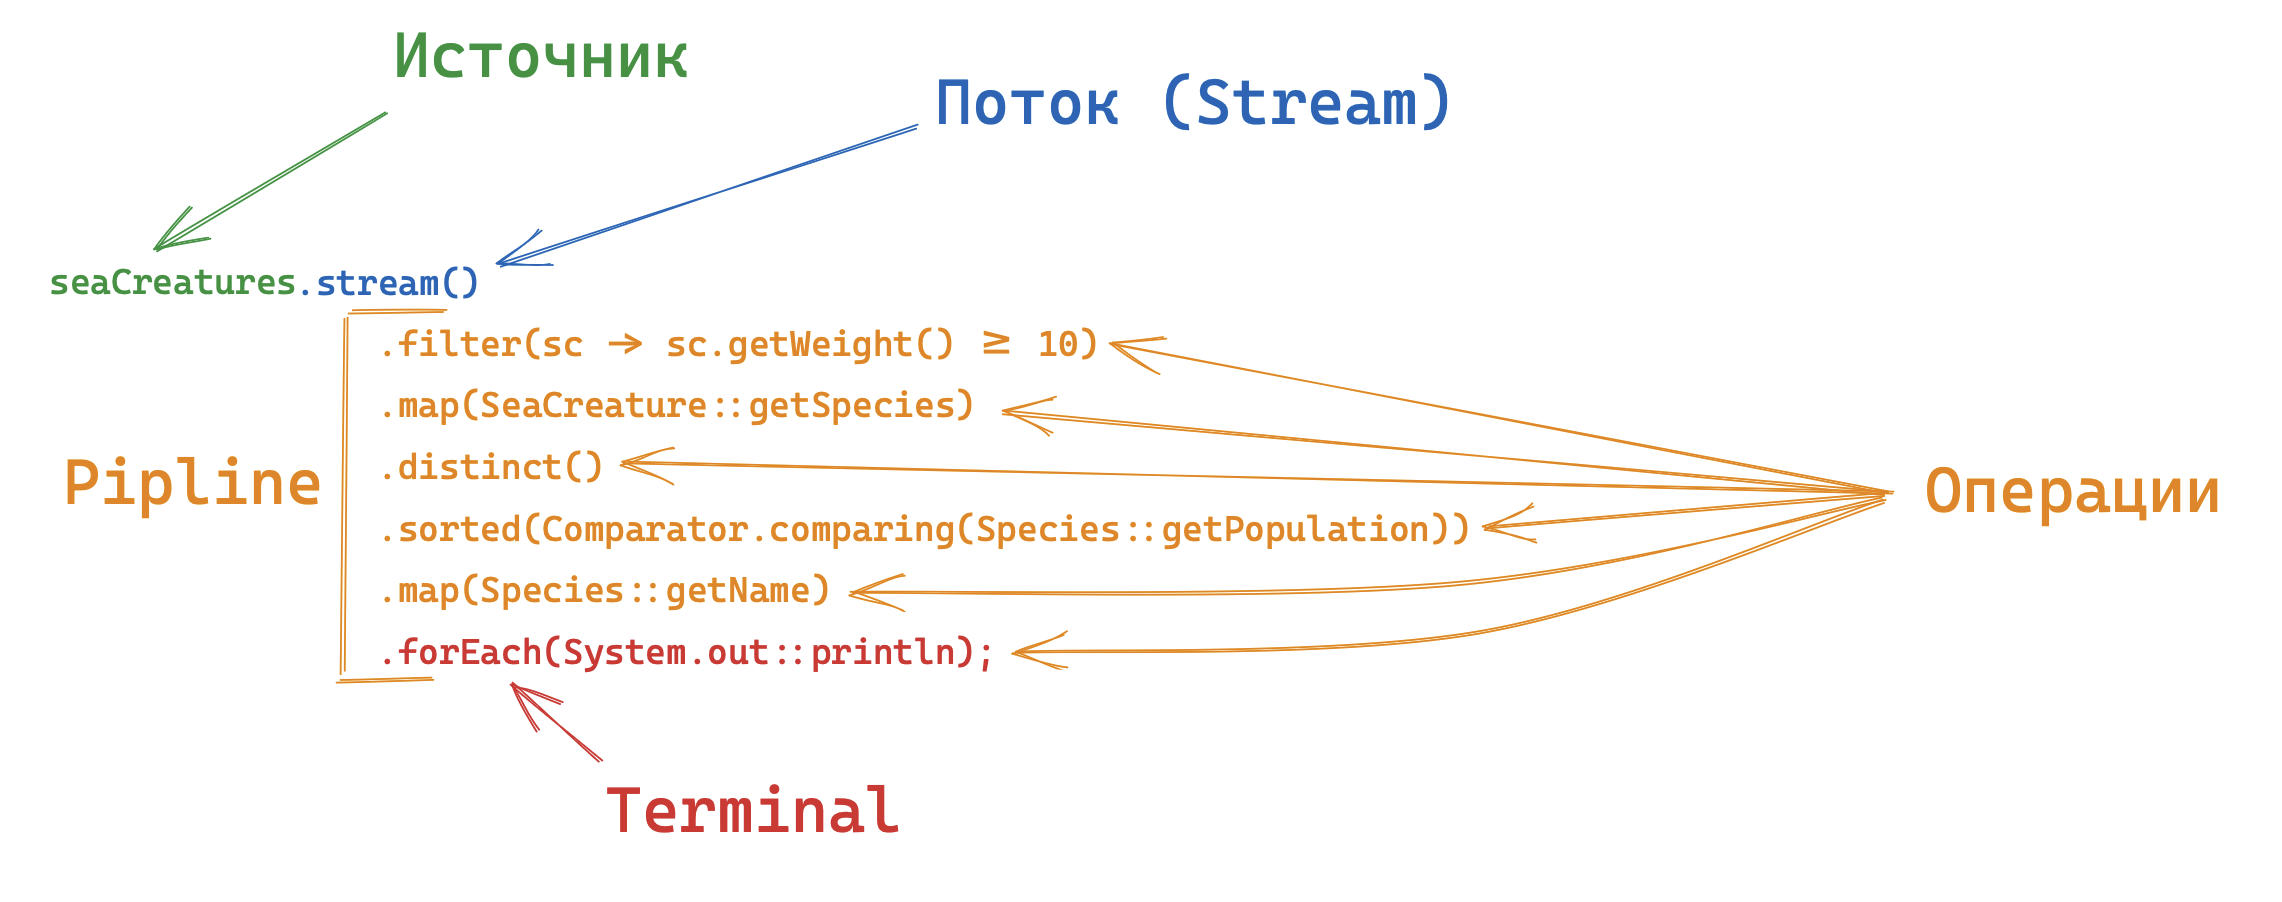 Источник
Поток (Stream)
seaCreatures.stream()
.filter(sc → sc.getWeight() ≥ 10)
.map(SeaCreature::getSpecies)
.distinct()
Pipline
Операции
.sorted(Comparator.comparing(Species::getPopulation))
.map(Species::getName)
.forEach(System.out::println);
Terminal